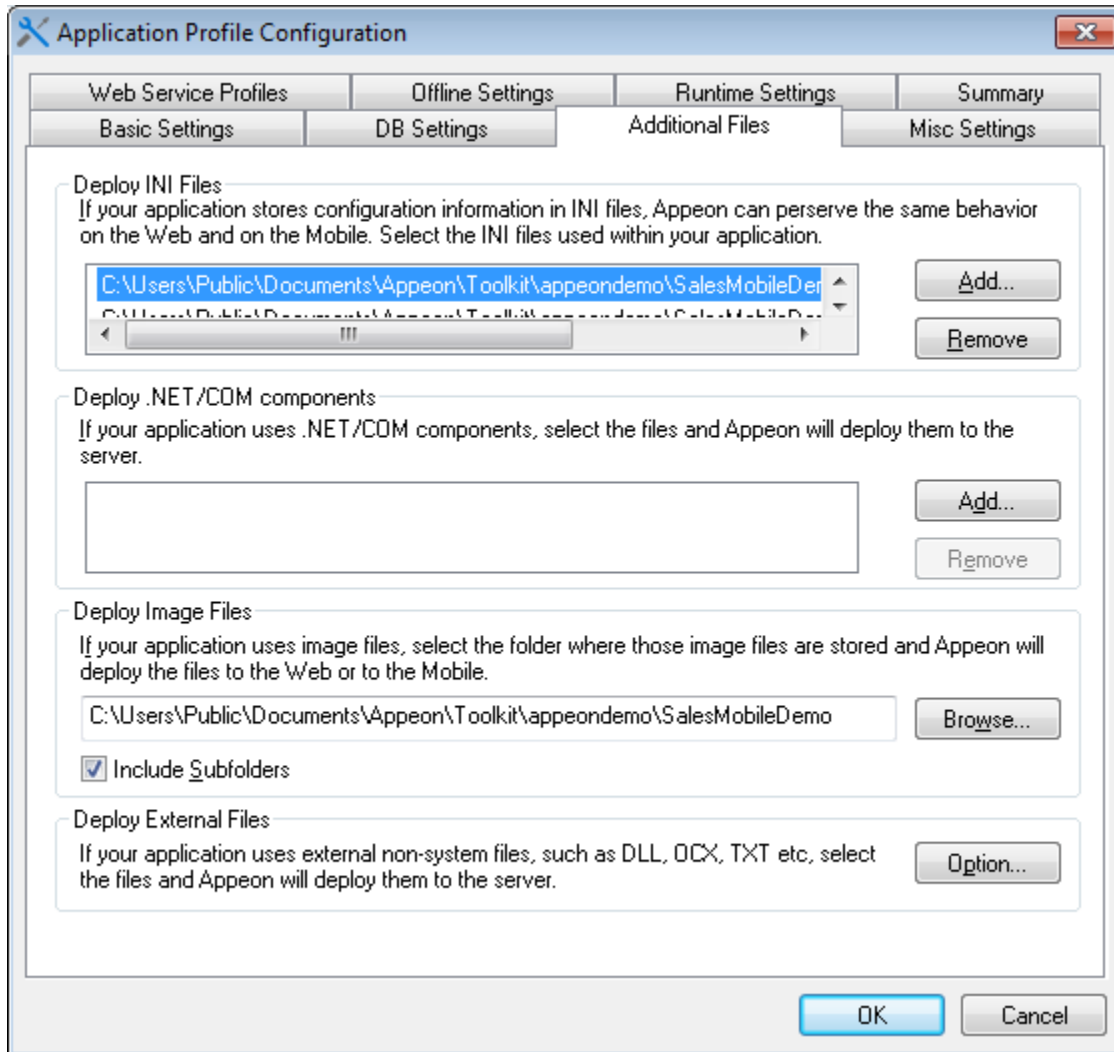 Application Profile Configuration
Web Service Profiles
Offline Settings
Runtime Settings
Summary
Basic Settings
DB Settings
Additional Files
Misc Settings
Deploy INI Files
If your application stores configuration information in INI files, Appeon can perserve the same behavior
on the Web and on the Mobile. Select the INI files used within your application.
C:\Users\Public\Documents\Appeon\Toolkit\appeondemo\SalesMobileDer
Add...
C:\Users\Public\Documents\Appeon\Toolkit\appeondemo\SalesMobileDer
Remove
Deploy .NET/COM components
If your application uses .NET/COM components, select the files and Appeon will deploy them to the
server.
Add...
Remove
Deploy Image Files
If your application uses image files, select the folder where those image files are stored and Appeon will
deploy the files to the Web or to the Mobile.
C:\Users\Public\Documents\Appeon\Toolkit\appeondemo\SalesMobileDemo
Browse...
Include Subfolders
Deploy External Files
If your application uses external non-system files, such as DLL, OCX, TXT etc, select
the files and Appeon will deploy them to the server.
Option...
OK
Cancel